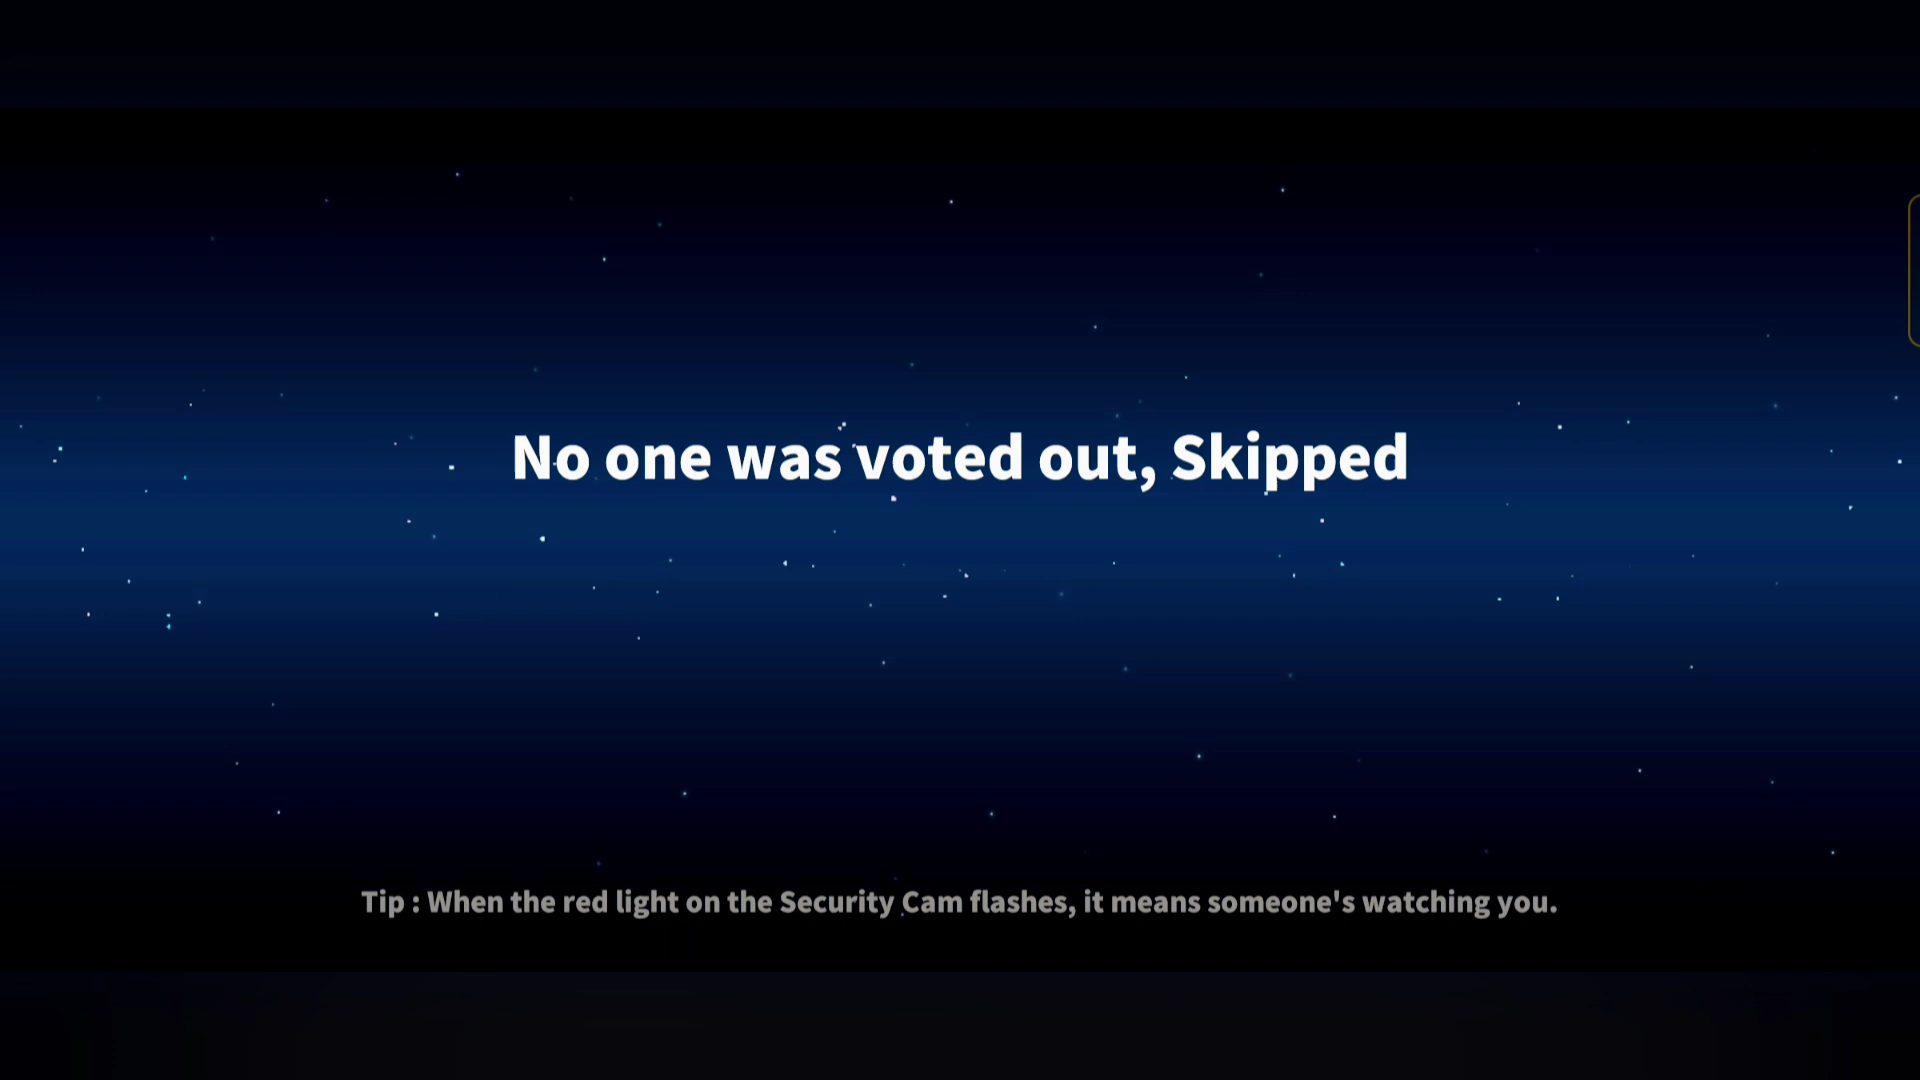 No one was voted out, Skipped
Tip : When the red light on the Security Cam flashes, it means someone's watching you.